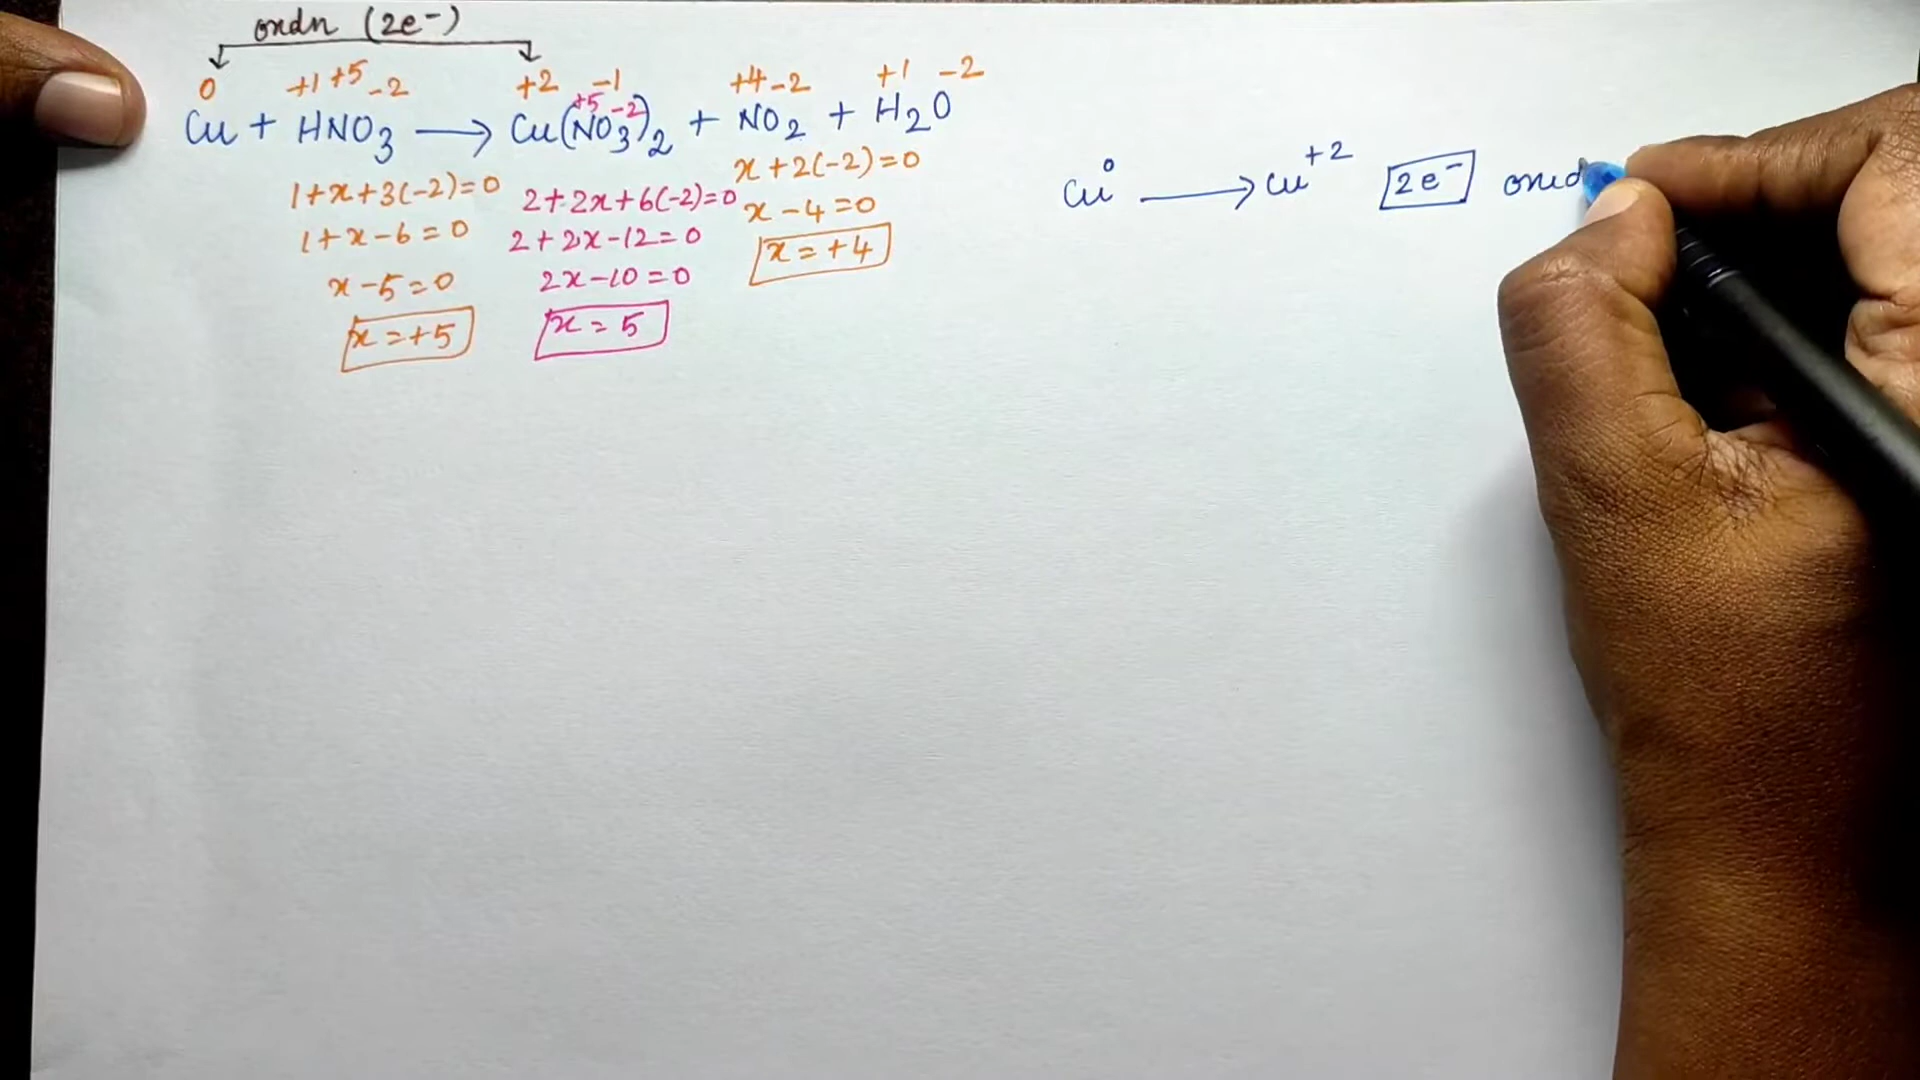 oxdn (2e⁻)
0 +1 +5 -2 +2 -1 +4 -2 +1 -2
+5 -2
Cu + HNO₃ ⟶ Cu(NO₃)₂ + NO₂ + H₂O
1+x+3(-2)=0
1+x-6=0
x-5=0
x=+5
2+2x+6(-2)=0
2+2x-12=0
2x-10=0
x=5
x+2(-2)=0
x-4=0
x=+4
Cu⁰ ⟶ Cu⁺² 2e⁻ oxid